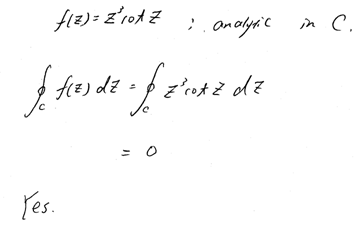 f(z) = z³cot z ; analytic in C.
∮_C f(z) dz = ∮_C z³cot z dz
= 0
Yes.